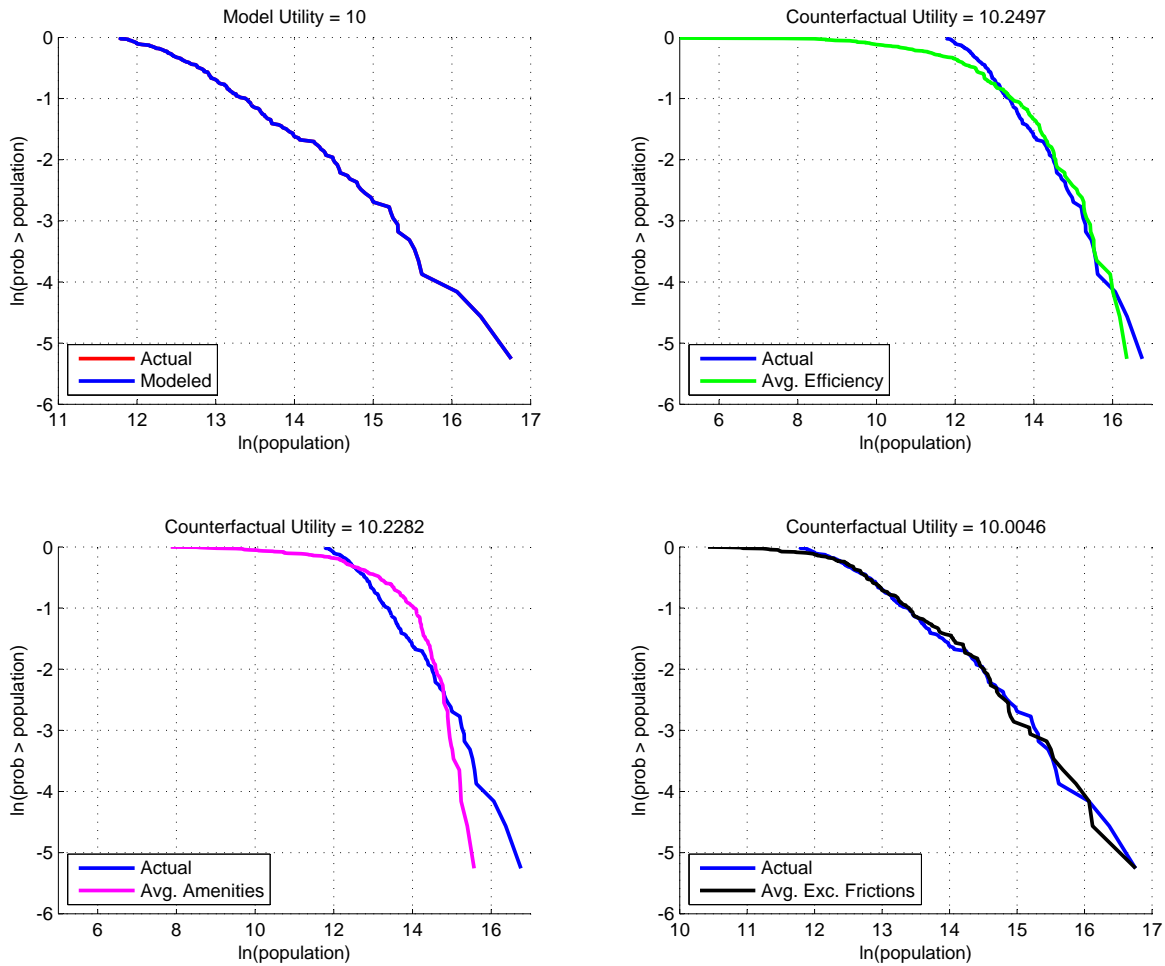 Model Utility = 10
ln(prob > population)
0
-1
-2
-3
-4
-5
-6
Actual
Modeled
11 12 13 14 15 16 17
ln(population)
Counterfactual Utility = 10.2497
ln(prob > population)
0
-1
-2
-3
-4
-5
-6
Actual
Avg. Efficiency
6 8 10 12 14 16
ln(population)
Counterfactual Utility = 10.2282
ln(prob > population)
0
-1
-2
-3
-4
-5
-6
Actual
Avg. Amenities
6 8 10 12 14 16
ln(population)
Counterfactual Utility = 10.0046
ln(prob > population)
0
-1
-2
-3
-4
-5
-6
Actual
Avg. Exc. Frictions
10 11 12 13 14 15 16 17
ln(population)